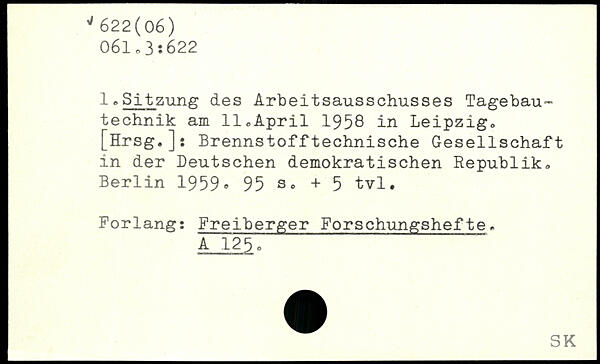 ✓ 622(06)
061.3:622
1.Sitzung des Arbeitsausschusses Tagebau-
technik am 11.April 1958 in Leipzig.
[Hrsg.]: Brennstofftechnische Gesellschaft
in der Deutschen demokratischen Republik.
Berlin 1959. 95 s. + 5 tvl.
Forlang: Freiberger Forschungshefte.
A 125.
SK